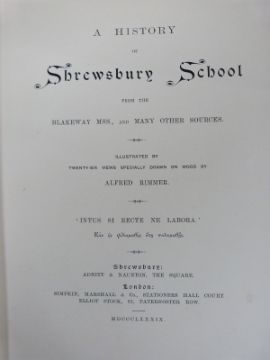 A HISTORY
OF
Shrewsbury School
FROM THE
BLAKEWAY MSS., AND MANY OTHER SOURCES.
ILLUSTRATED BY
TWENTY-SIX VIEWS SPECIALLY DRAWN ON WOOD BY
ALFRED RIMMER.
'INTUS SI RECTE NE LABORA.'
Shrewsbury:
ADNITT & NAUNTON, THE SQUARE.
London:
SIMPKIN, MARSHALL & Co., STATIONERS HALL COURT
ELLIOT STOCK, 62, PATERNOSTER ROW.
MDCCCLXXXIX.